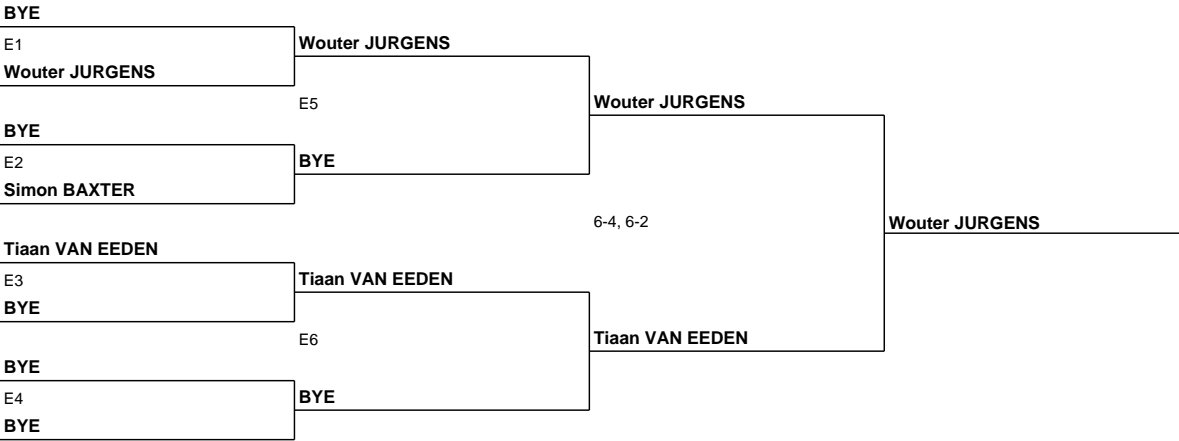 BYE
E1
Wouter JURGENS
Wouter JURGENS
E5
Wouter JURGENS
BYE
E2
BYE
Simon BAXTER
6-4, 6-2
Wouter JURGENS
Tiaan VAN EEDEN
E3
Tiaan VAN EEDEN
BYE
E6
Tiaan VAN EEDEN
BYE
E4
BYE
BYE